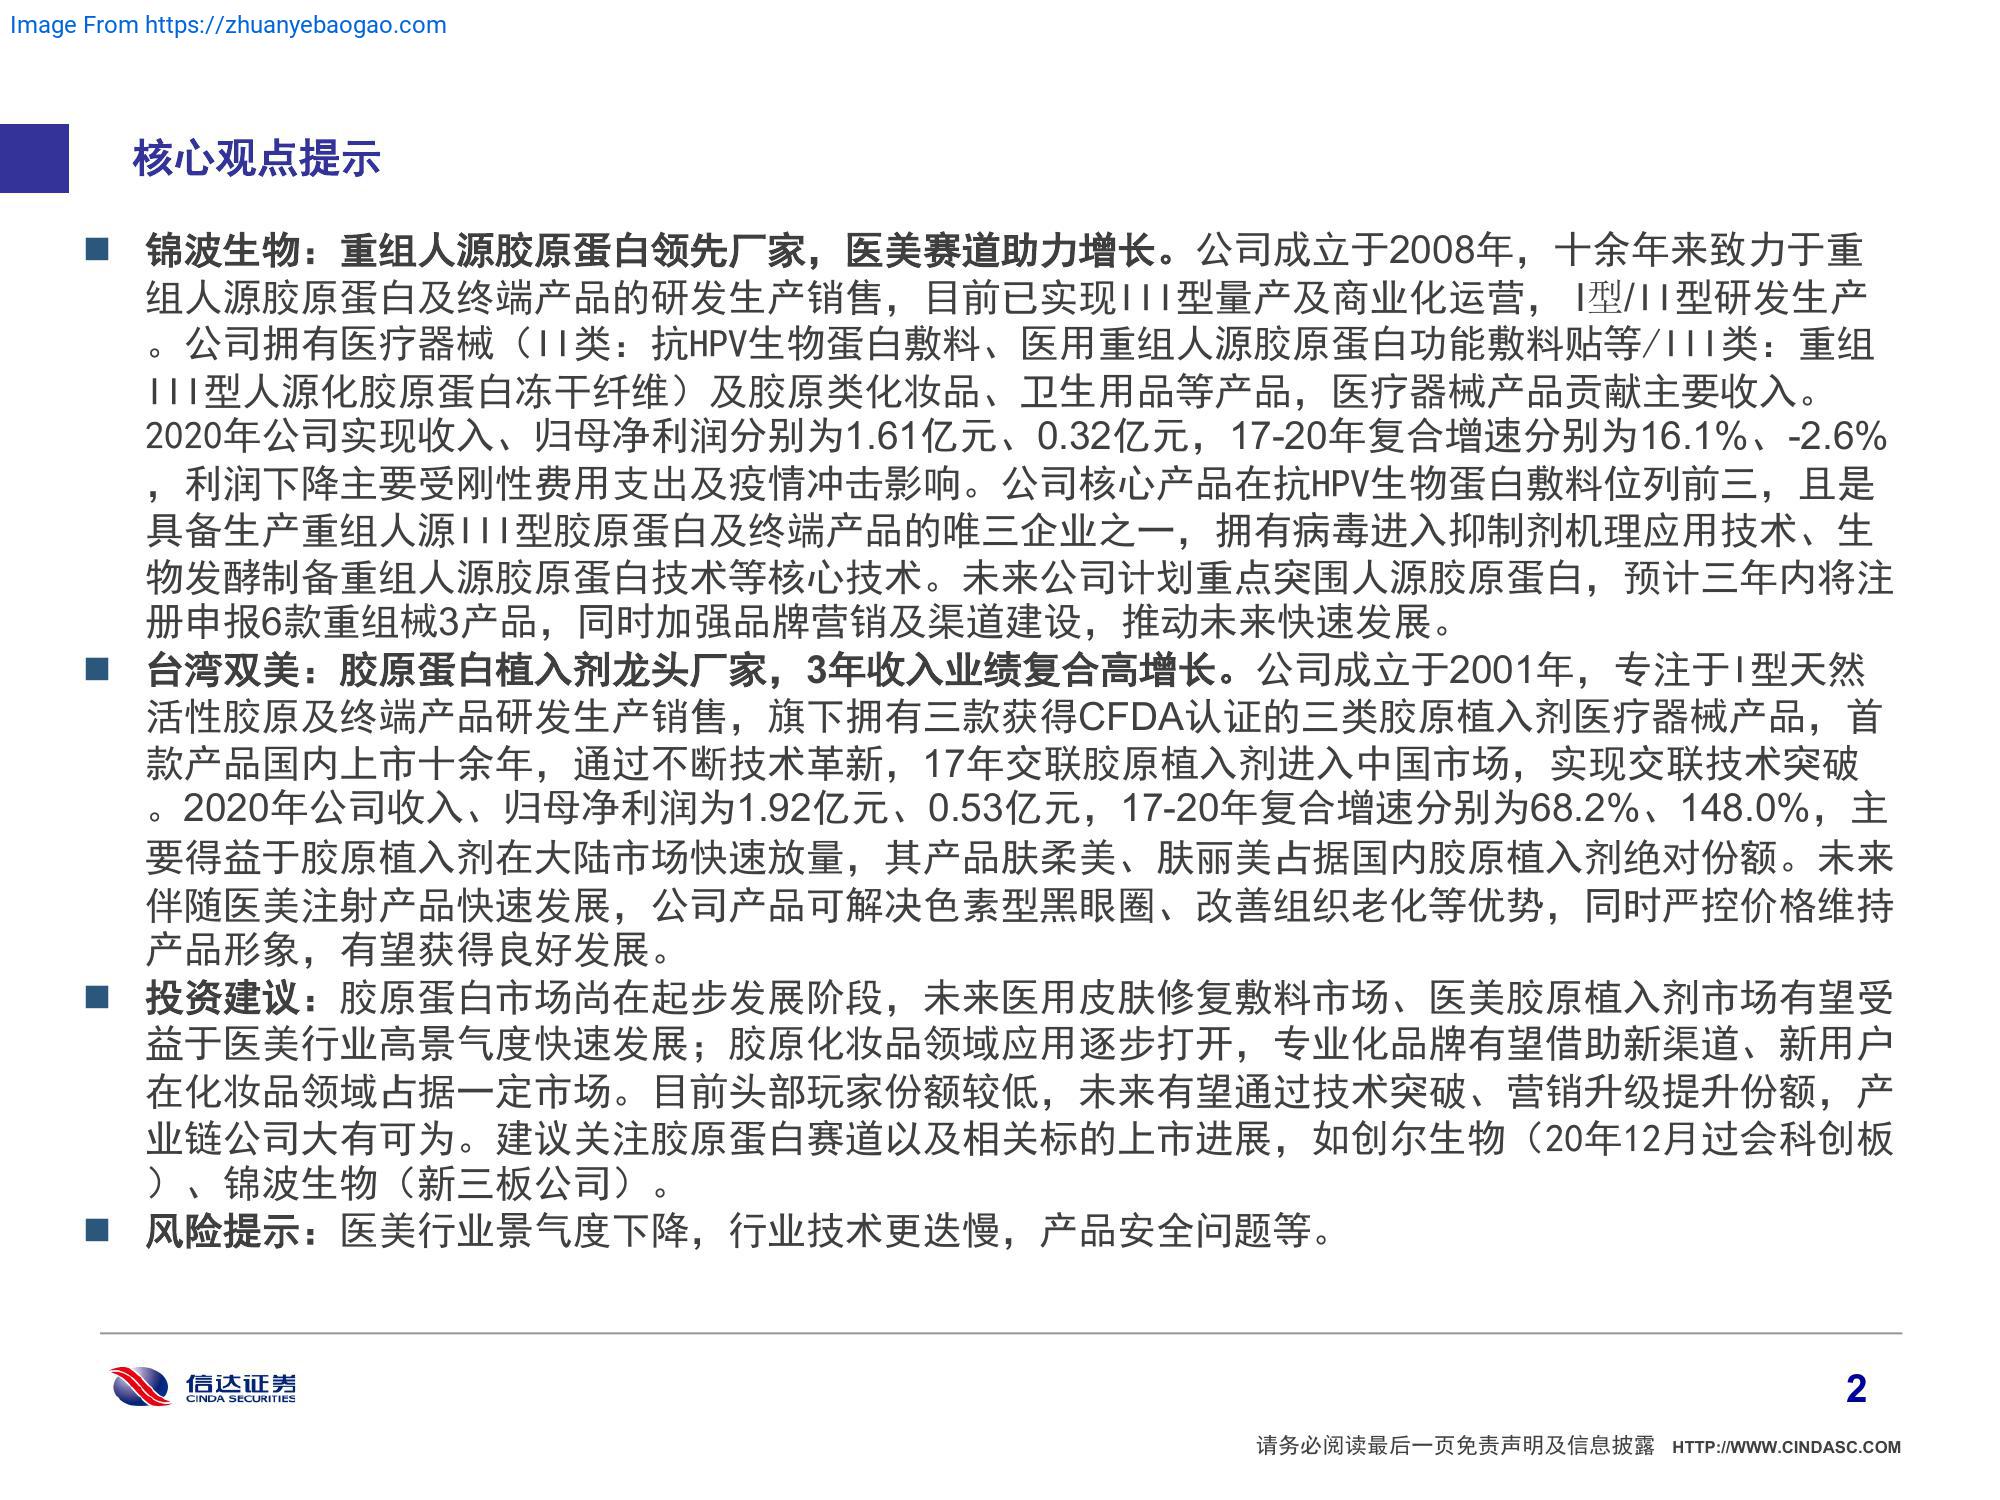 Image From https://zhuanyebaogao.com
核心观点提示
锦波生物：重组人源胶原蛋白领先厂家，医美赛道助力增长。公司成立于2008年，十余年来致力于重
组人源胶原蛋白及终端产品的研发生产销售，目前已实现III型量产及商业化运营， I型/II型研发生产
。公司拥有医疗器械（II类：抗HPV生物蛋白敷料、医用重组人源胶原蛋白功能敷料贴等/III类：重组
III型人源化胶原蛋白冻干纤维）及胶原类化妆品、卫生用品等产品，医疗器械产品贡献主要收入。
2020年公司实现收入、归母净利润分别为1.61亿元、0.32亿元，17-20年复合增速分别为16.1%、-2.6%
，利润下降主要受刚性费用支出及疫情冲击影响。公司核心产品在抗HPV生物蛋白敷料位列前三，且是
具备生产重组人源III型胶原蛋白及终端产品的唯三企业之一，拥有病毒进入抑制剂机理应用技术、生
物发酵制备重组人源胶原蛋白技术等核心技术。未来公司计划重点突围人源胶原蛋白，预计三年内将注
册申报6款重组械3产品，同时加强品牌营销及渠道建设，推动未来快速发展。
台湾双美：胶原蛋白植入剂龙头厂家，3年收入业绩复合高增长。公司成立于2001年，专注于I型天然
活性胶原及终端产品研发生产销售，旗下拥有三款获得CFDA认证的三类胶原植入剂医疗器械产品，首
款产品国内上市十余年，通过不断技术革新，17年交联胶原植入剂进入中国市场，实现交联技术突破
。2020年公司收入、归母净利润为1.92亿元、0.53亿元，17-20年复合增速分别为68.2%、148.0%，主
要得益于胶原植入剂在大陆市场快速放量，其产品肤柔美、肤丽美占据国内胶原植入剂绝对份额。未来
伴随医美注射产品快速发展，公司产品可解决色素型黑眼圈、改善组织老化等优势，同时严控价格维持
产品形象，有望获得良好发展。
投资建议：胶原蛋白市场尚在起步发展阶段，未来医用皮肤修复敷料市场、医美胶原植入剂市场有望受
益于医美行业高景气度快速发展；胶原化妆品领域应用逐步打开，专业化品牌有望借助新渠道、新用户
在化妆品领域占据一定市场。目前头部玩家份额较低，未来有望通过技术突破、营销升级提升份额，产
业链公司大有可为。建议关注胶原蛋白赛道以及相关标的上市进展，如创尔生物（20年12月过会科创板
）、锦波生物（新三板公司）。
风险提示：医美行业景气度下降，行业技术更迭慢，产品安全问题等。
信达证券
CINDA SECURITIES
2
请务必阅读最后一页免责声明及信息披露 HTTP://WWW.CINDASC.COM